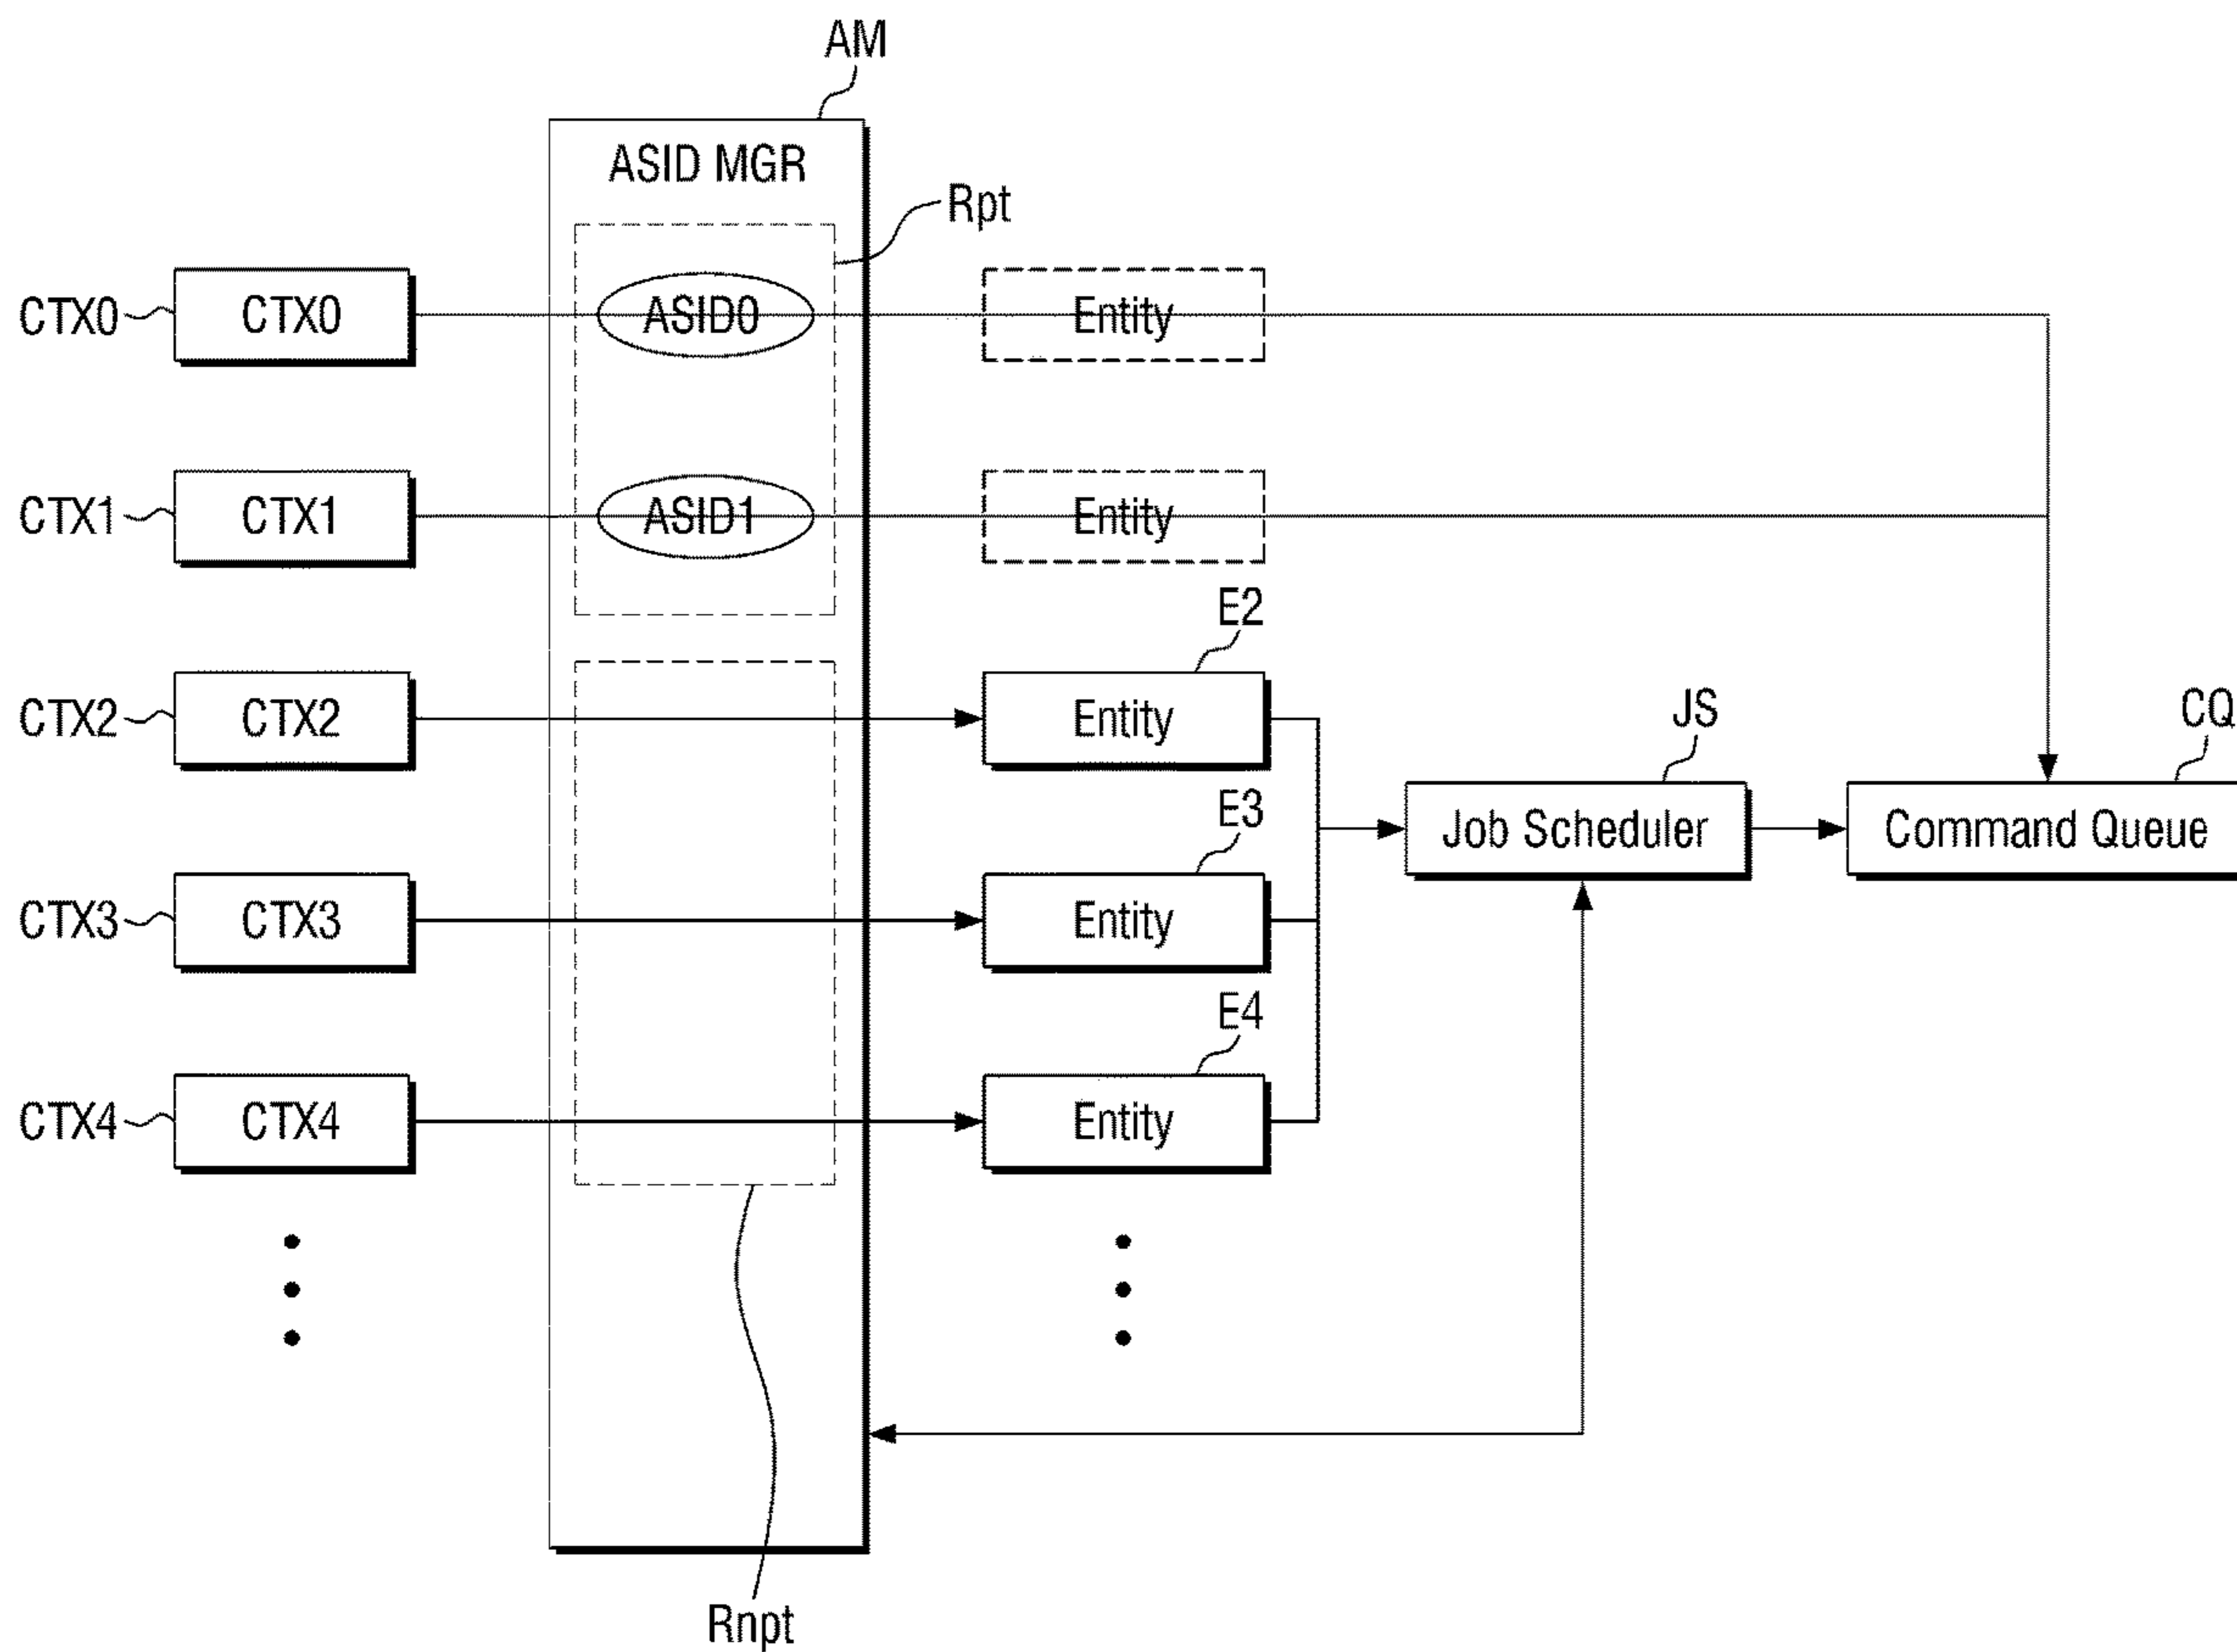 AM
ASID MGR
Rpt
CTX0 CTX0 ASID0 Entity
CTX1 CTX1 ASID1 Entity
E2
CTX2 CTX2 Entity
JS CQ
E3
Job Scheduler Command Queue
CTX3 CTX3 Entity
E4
CTX4 CTX4 Entity
Rnpt